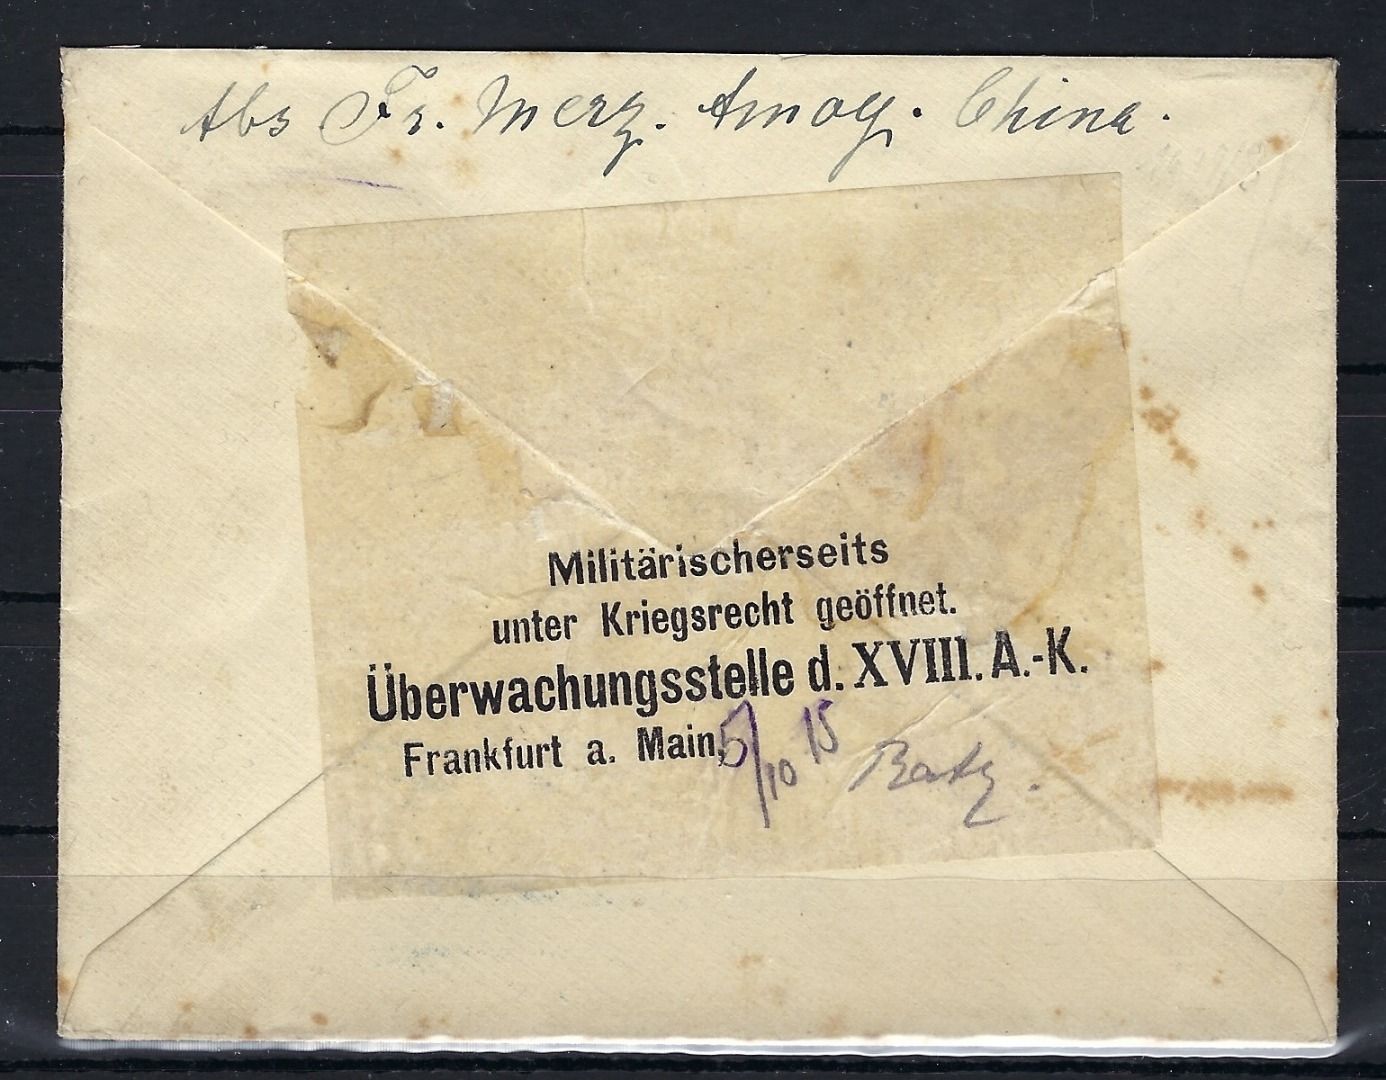 Abs Fr. Merz. Amoy. China.
Militärischerseits
unter Kriegsrecht geöffnet.
Überwachungsstelle d. XVIII. A.-K.
Frankfurt a. Main, 5/10 15